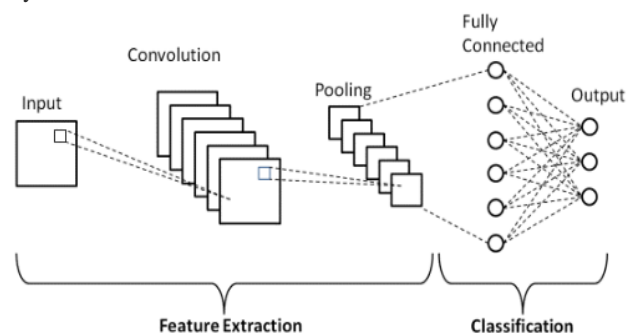 Fully
Connected
Convolution
Pooling
Input
Output
Feature Extraction
Classification